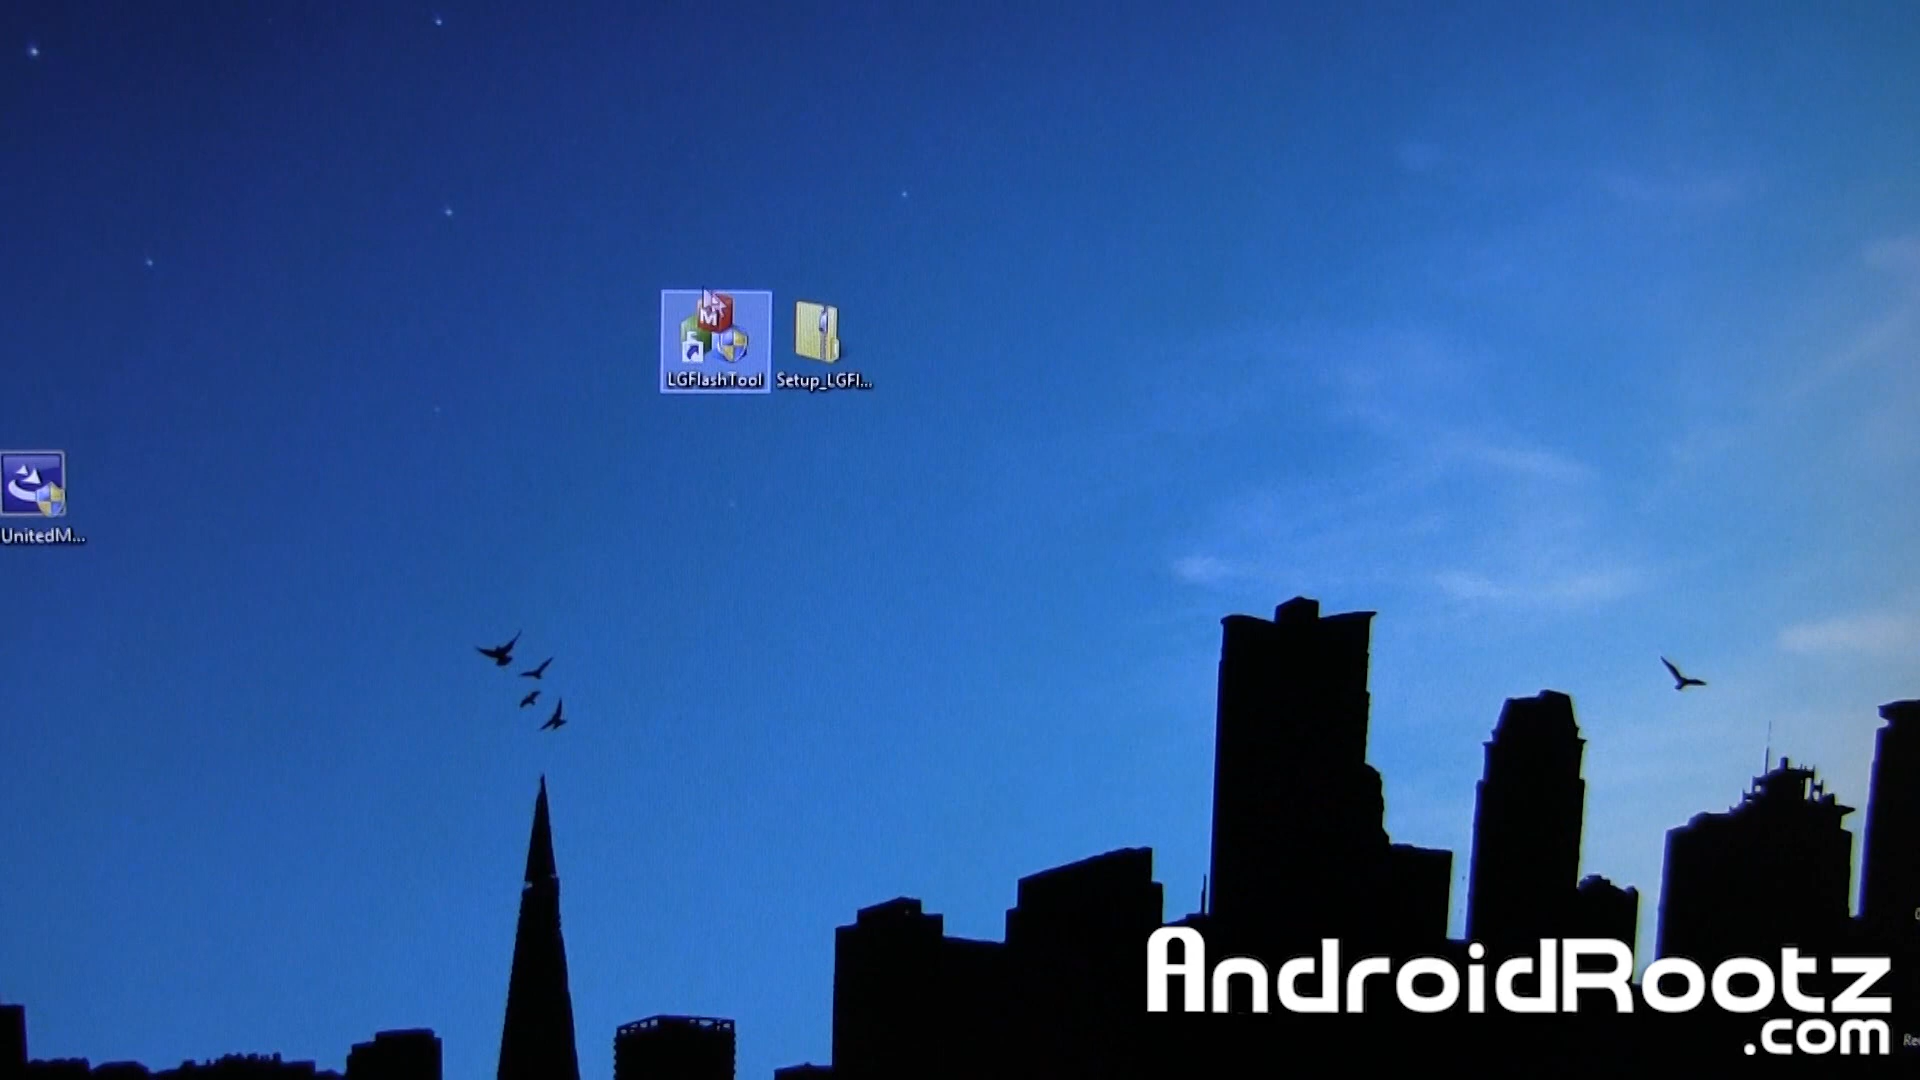 M
LGFlashTool
Setup_LGFl...
UnitedM...
AndroidRootz
.com